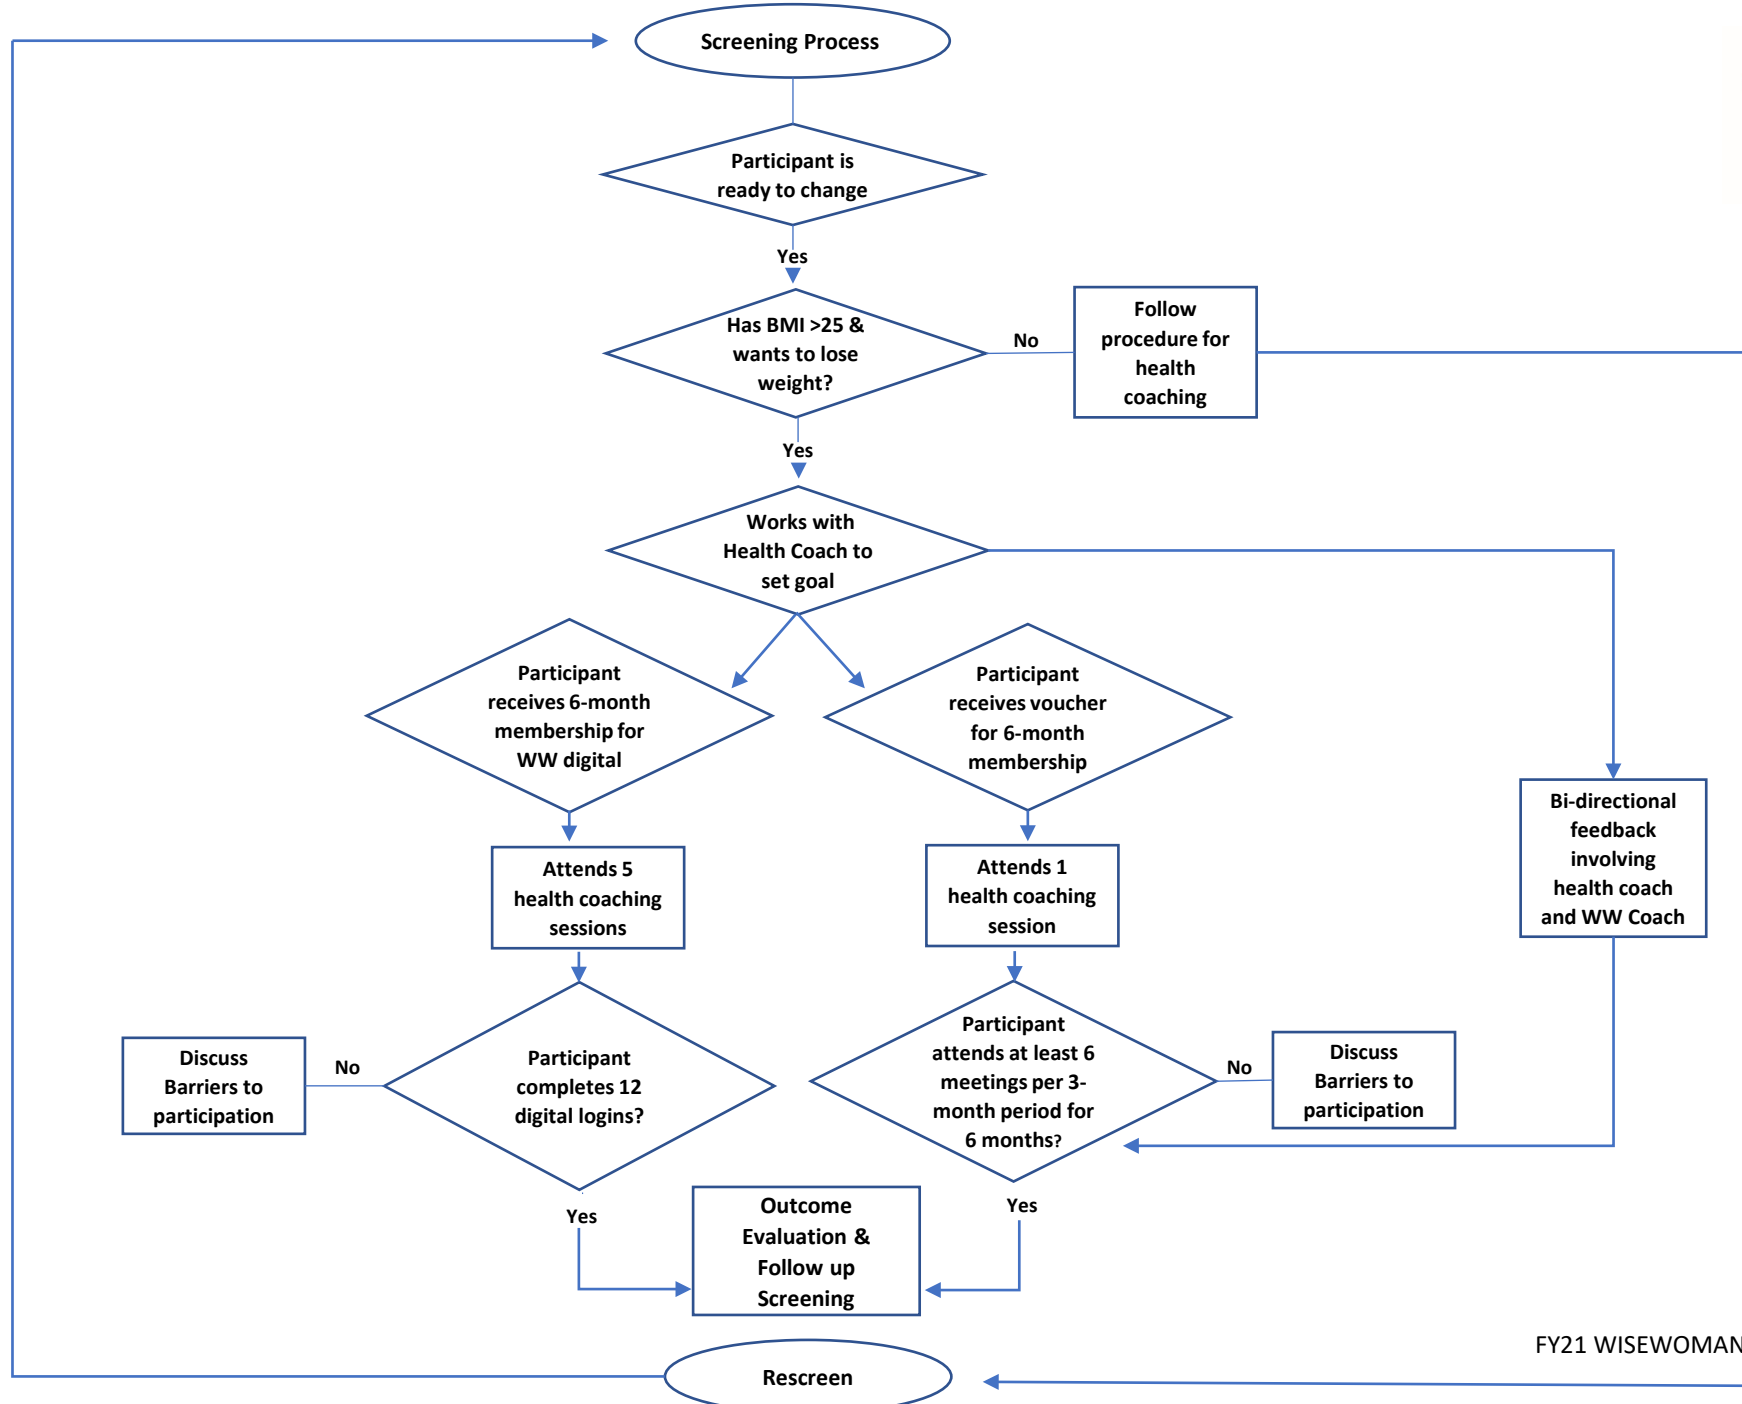 Screening Process
Participant is
ready to change
Yes
Has BMI >25 &
wants to lose
weight?
No
Follow
procedure for
health
coaching
Yes
Works with
Health Coach to
set goal
Participant
receives 6-month
membership for
WW digital
Participant
receives voucher
for 6-month
membership
Bi-directional
feedback
involving
health coach
and WW Coach
Attends 5
health coaching
sessions
Attends 1
health coaching
session
Discuss
Barriers to
participation
No
Participant
completes 12
digital logins?
Participant
attends at least 6
meetings per 3-
month period for
6 months?
No
Discuss
Barriers to
participation
Yes
Outcome
Evaluation &
Follow up
Screening
Yes
FY21 WISEWOMAN
Rescreen